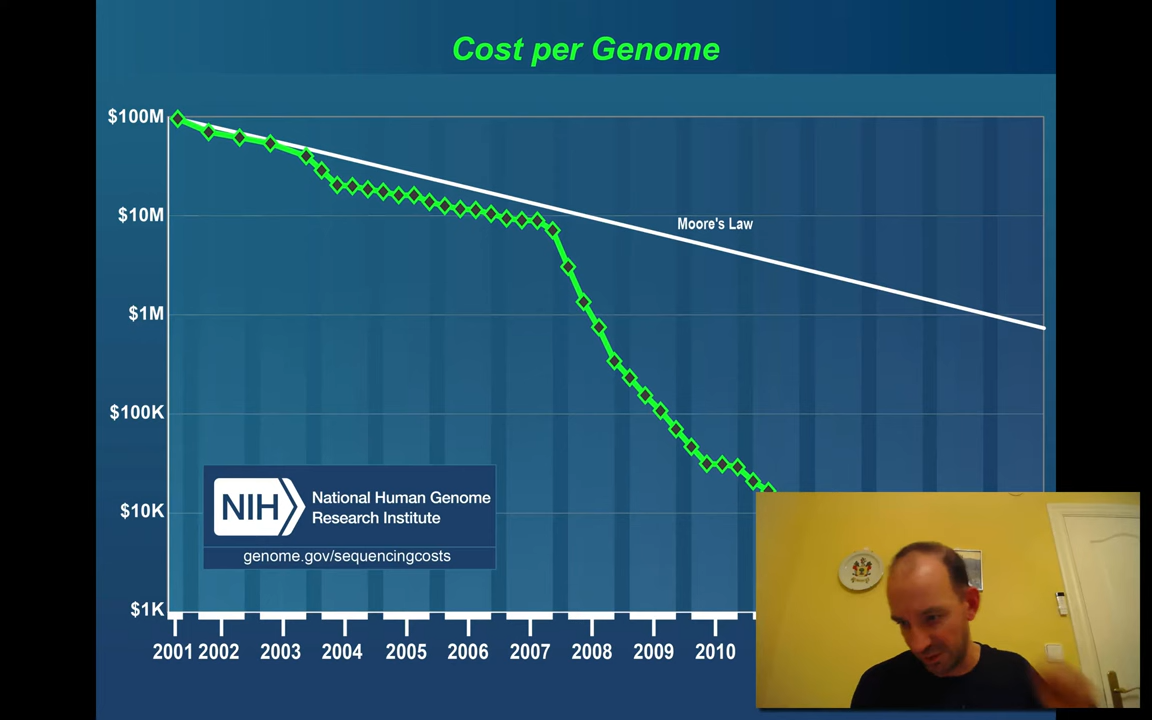 Cost per Genome
$100M
$10M
$1M
$100K
$10K
$1K
Moore's Law
NIH
National Human Genome
Research Institute
genome.gov/sequencingcosts
2001 2002 2003 2004 2005 2006 2007 2008 2009 2010